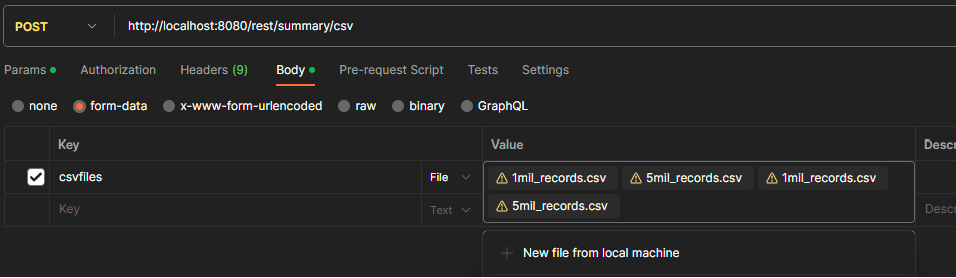 POST http://localhost:8080/rest/summary/csv
Params Authorization Headers (9) Body Pre-request Script Tests Settings
none form-data x-www-form-urlencoded raw binary GraphQL
Key Value Descr
csvfiles File 1mil_records.csv 5mil_records.csv 1mil_records.csv
5mil_records.csv
Key Text Descr
New file from local machine